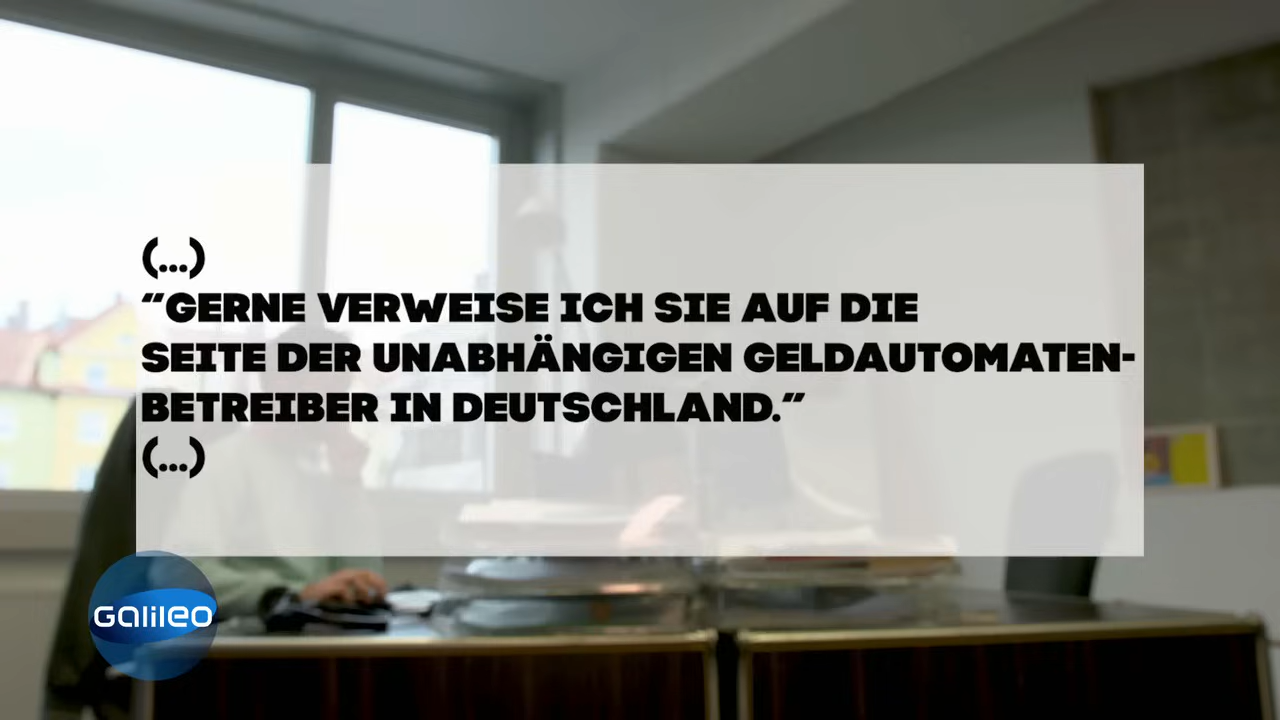 (...)
“GERNE VERWEISE ICH SIE AUF DIE
SEITE DER UNABHÄNGIGEN GELDAUTOMATEN-
BETREIBER IN DEUTSCHLAND.”
(...)
Galileo